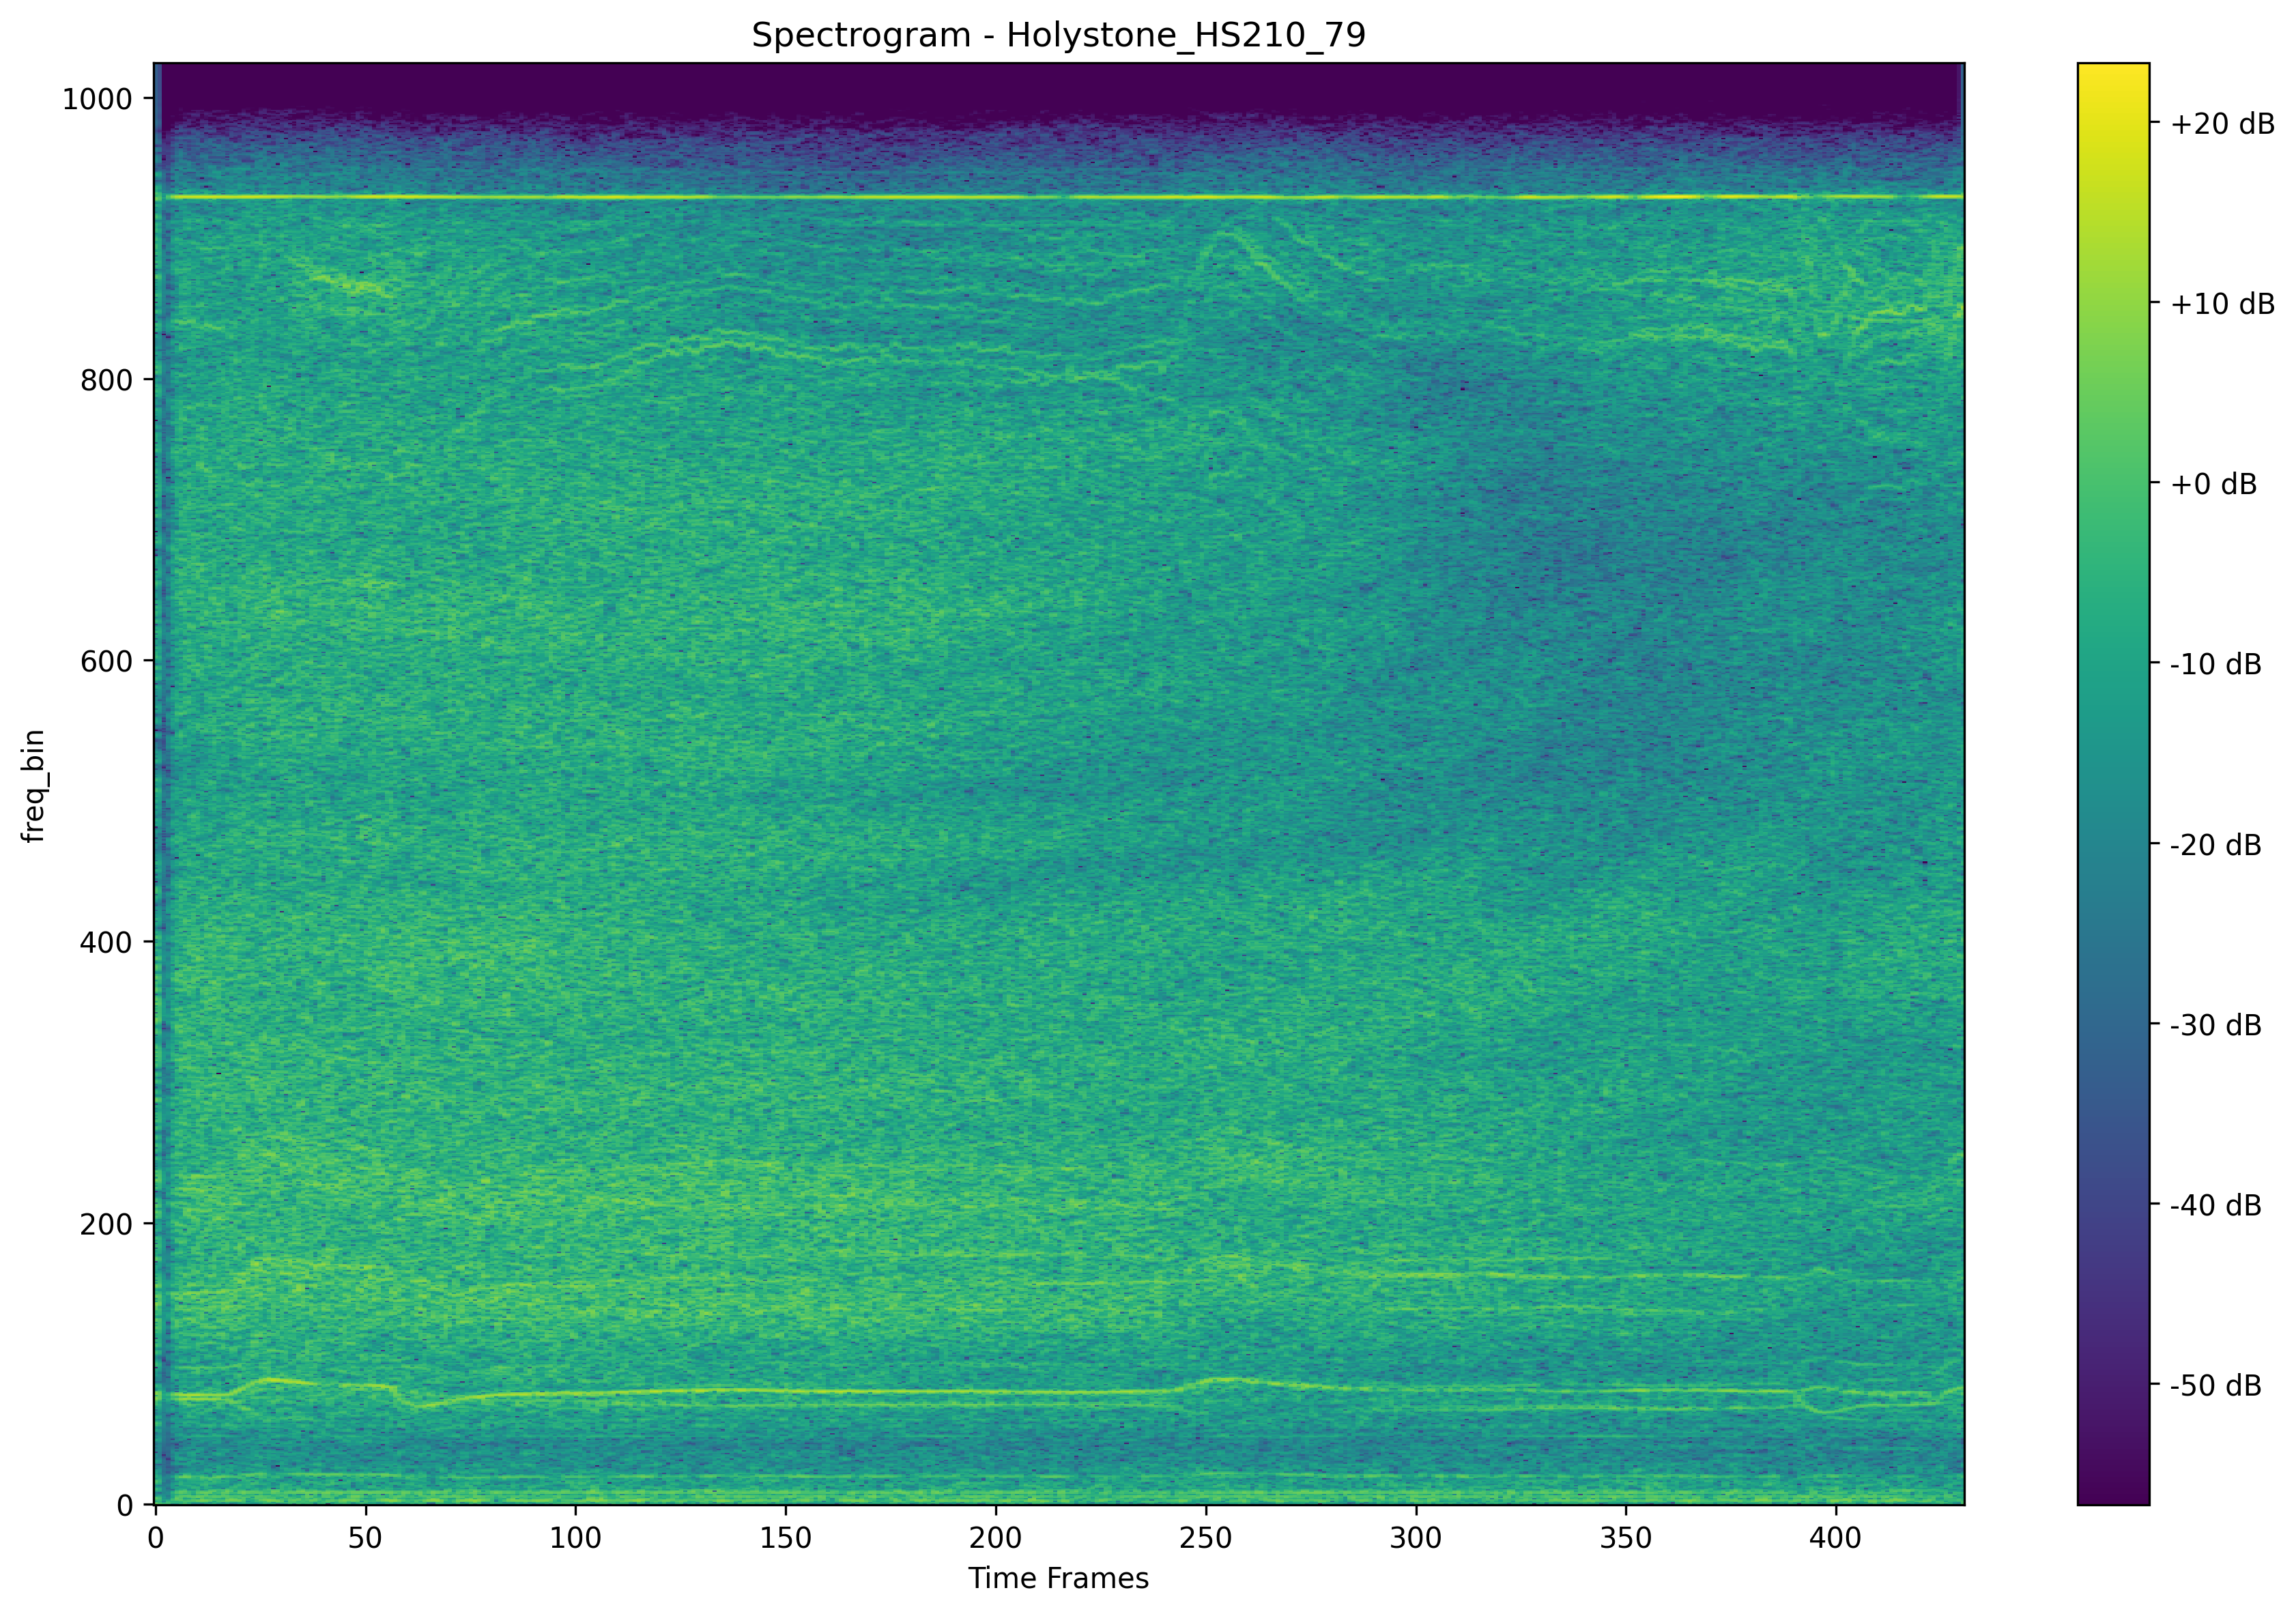 Spectrogram - Holystone_HS210_79
1000
800
600
400
200
0
freq_bin
0 50 100 150 200 250 300 350 400
Time Frames
+20 dB
+10 dB
+0 dB
-10 dB
-20 dB
-30 dB
-40 dB
-50 dB